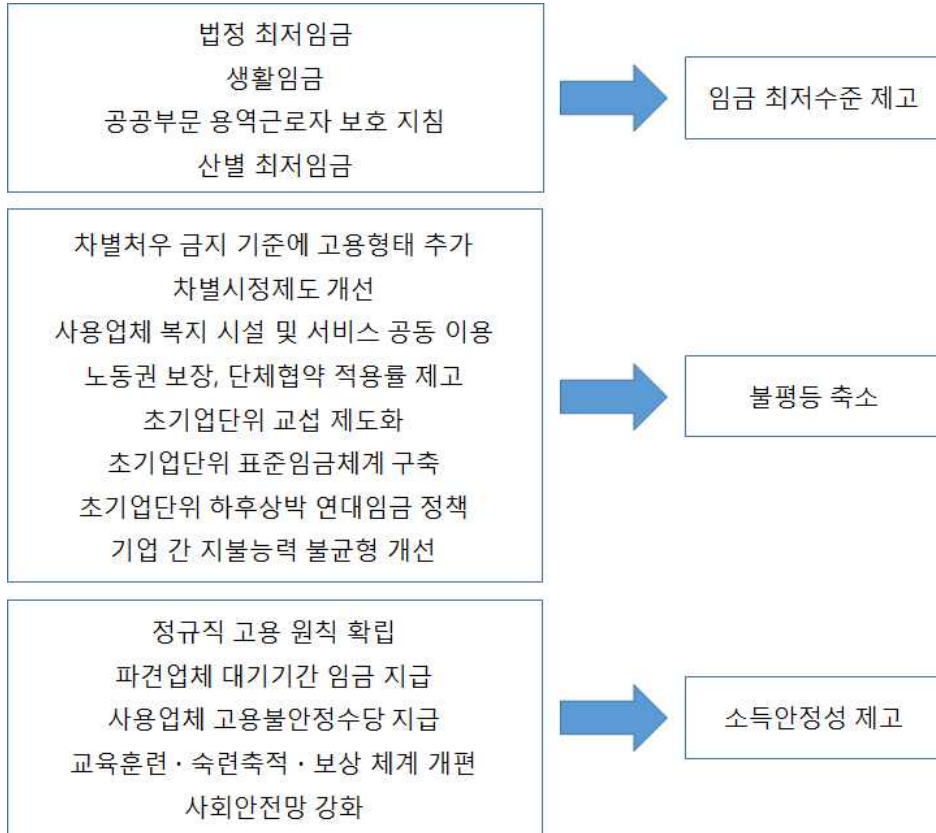 법정 최저임금
생활임금
공공부문 용역근로자 보호 지침
산별 최저임금
임금 최저수준 제고
차별처우 금지 기준에 고용형태 추가
차별시정제도 개선
사용업체 복지 시설 및 서비스 공동 이용
노동권 보장, 단체협약 적용률 제고
초기업단위 교섭 제도화
초기업단위 표준임금체계 구축
초기업단위 하후상박 연대임금 정책
기업 간 지불능력 불균형 개선
불평등 축소
정규직 고용 원칙 확립
파견업체 대기기간 임금 지급
사용업체 고용불안정수당 지급
교육훈련・숙련축적・보상 체계 개편
사회안전망 강화
소득안정성 제고